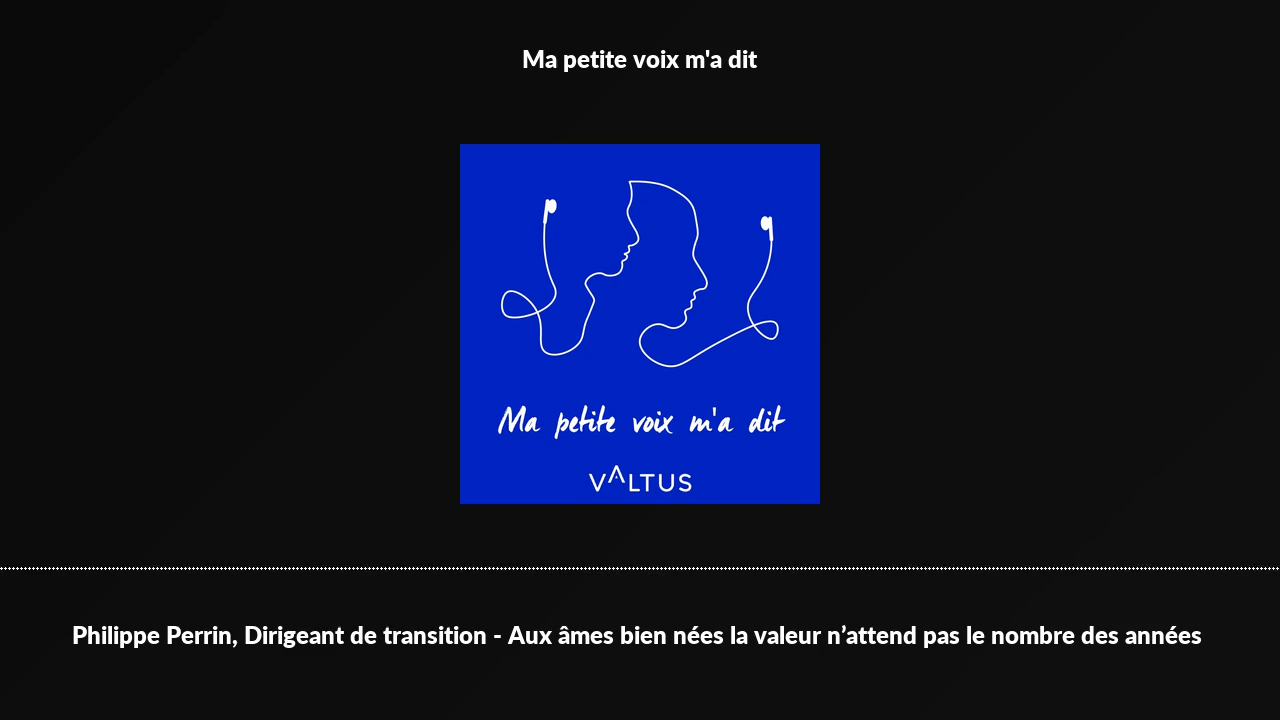 Ma petite voix m'a dit
Ma petite voix m'a dit
VALTUS
Philippe Perrin, Dirigeant de transition - Aux âmes bien nées la valeur n’attend pas le nombre des années